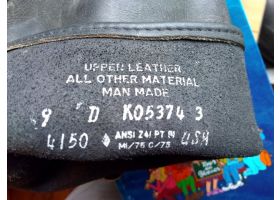 UPPER LEATHER
ALL OTHER MATERIAL
MAN MADE
9 D K05374 3
4150 ANSI Z41 PT 91 USA
MI/75 C/75